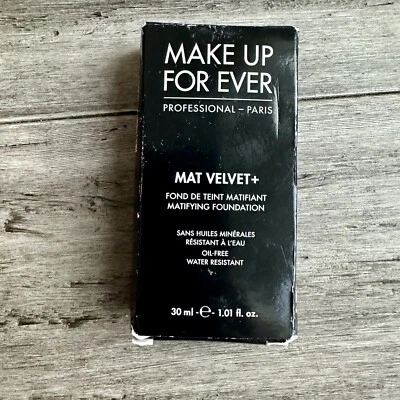 MAKE UP
FOR EVER
PROFESSIONAL – PARIS
MAT VELVET+
FOND DE TEINT MATIFIANT
MATIFYING FOUNDATION
SANS HUILES MINÉRALES
RÉSISTANT À L'EAU
OIL-FREE
WATER RESISTANT
30 ml - ℮ - 1.01 fl. oz.